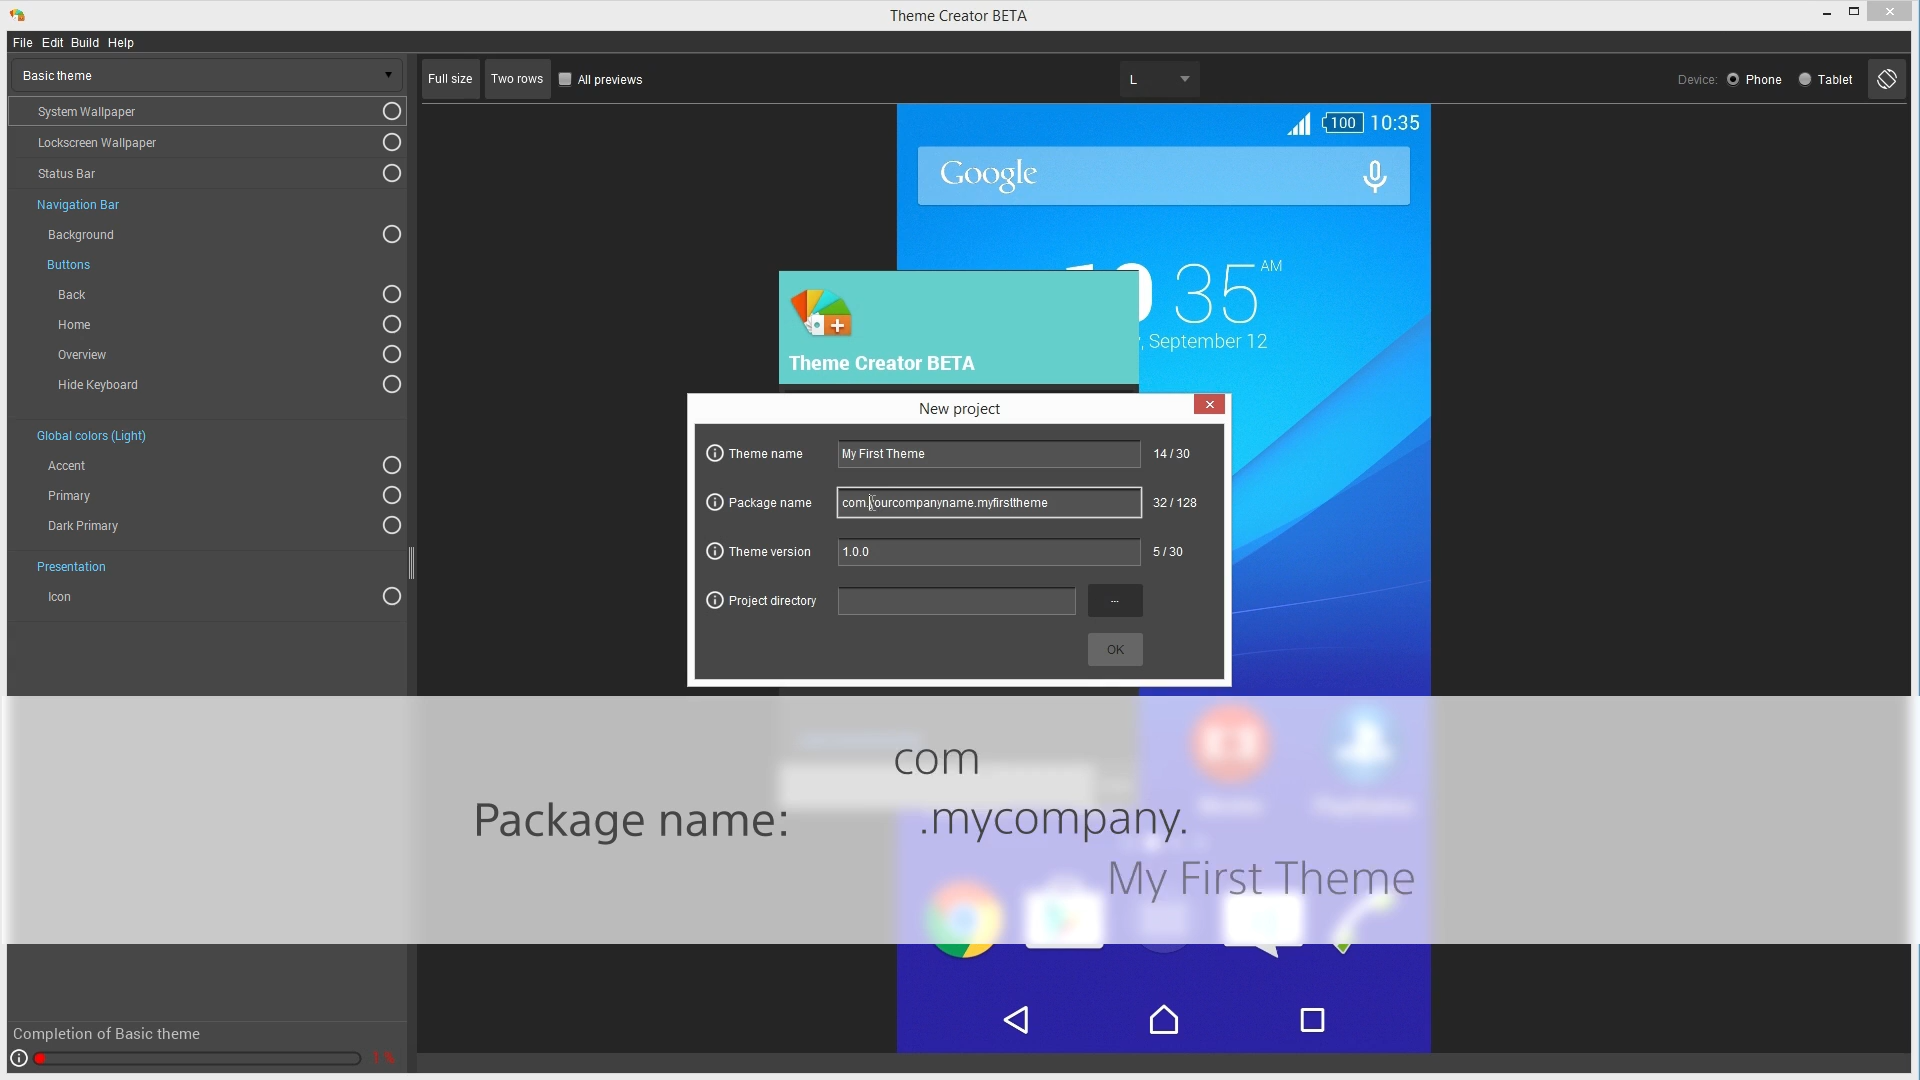 Theme Creator BETA
File Edit Build Help
Basic theme
Full size Two rows All previews L Device: Phone Tablet
System Wallpaper
Lockscreen Wallpaper
Status Bar
Navigation Bar
Background
Buttons
Back
Home
Overview
Hide Keyboard
Global colors (Light)
Accent
Primary
Dark Primary
Presentation
Icon
100 10:35
Google
35 AM
September 12
Theme Creator BETA
New project
Theme name My First Theme 14 / 30
Package name com.yourcompanyname.myfirsttheme 32 / 128
Theme version 1.0.0 5 / 30
Project directory ...
OK
com
Package name: .mycompany.
My First Theme
Completion of Basic theme
1 %